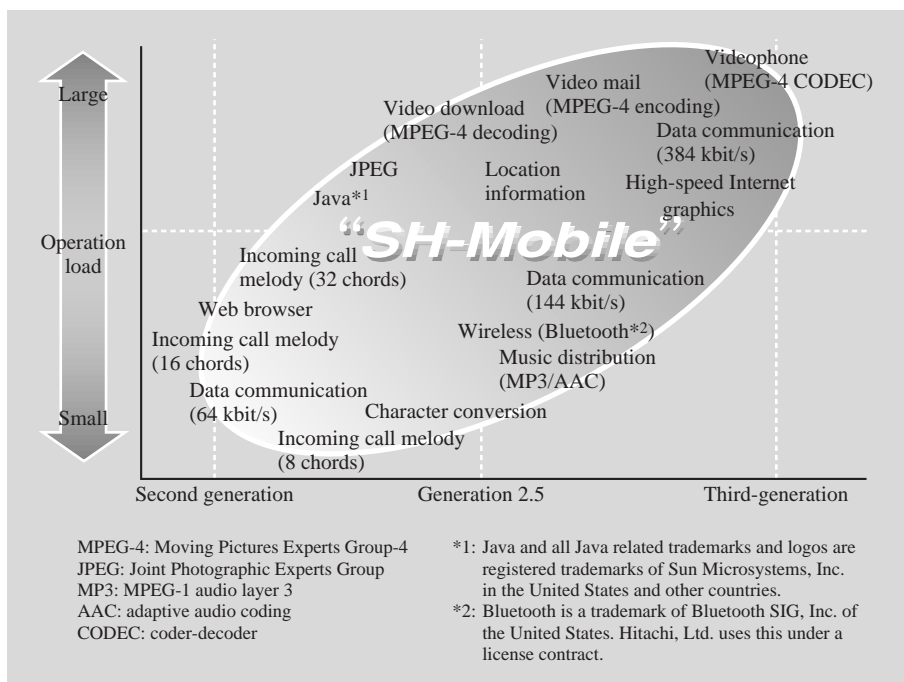 Large
Operation
load
Small
Videophone
(MPEG-4 CODEC)
Video mail
(MPEG-4 encoding)
Video download
(MPEG-4 decoding)
Data communication
(384 kbit/s)
JPEG
Location
information
High-speed Internet
graphics
Java*1
"SH-Mobile"
Incoming call
melody (32 chords)
Data communication
(144 kbit/s)
Web browser
Wireless (Bluetooth*2)
Incoming call melody
(16 chords)
Music distribution
(MP3/AAC)
Data communication
(64 kbit/s)
Character conversion
Incoming call melody
(8 chords)
Second generation
Generation 2.5
Third-generation
MPEG-4: Moving Pictures Experts Group-4
JPEG: Joint Photographic Experts Group
MP3: MPEG-1 audio layer 3
AAC: adaptive audio coding
CODEC: coder-decoder
*1: Java and all Java related trademarks and logos are
registered trademarks of Sun Microsystems, Inc.
in the United States and other countries.
*2: Bluetooth is a trademark of Bluetooth SIG, Inc. of
the United States. Hitachi, Ltd. uses this under a
license contract.